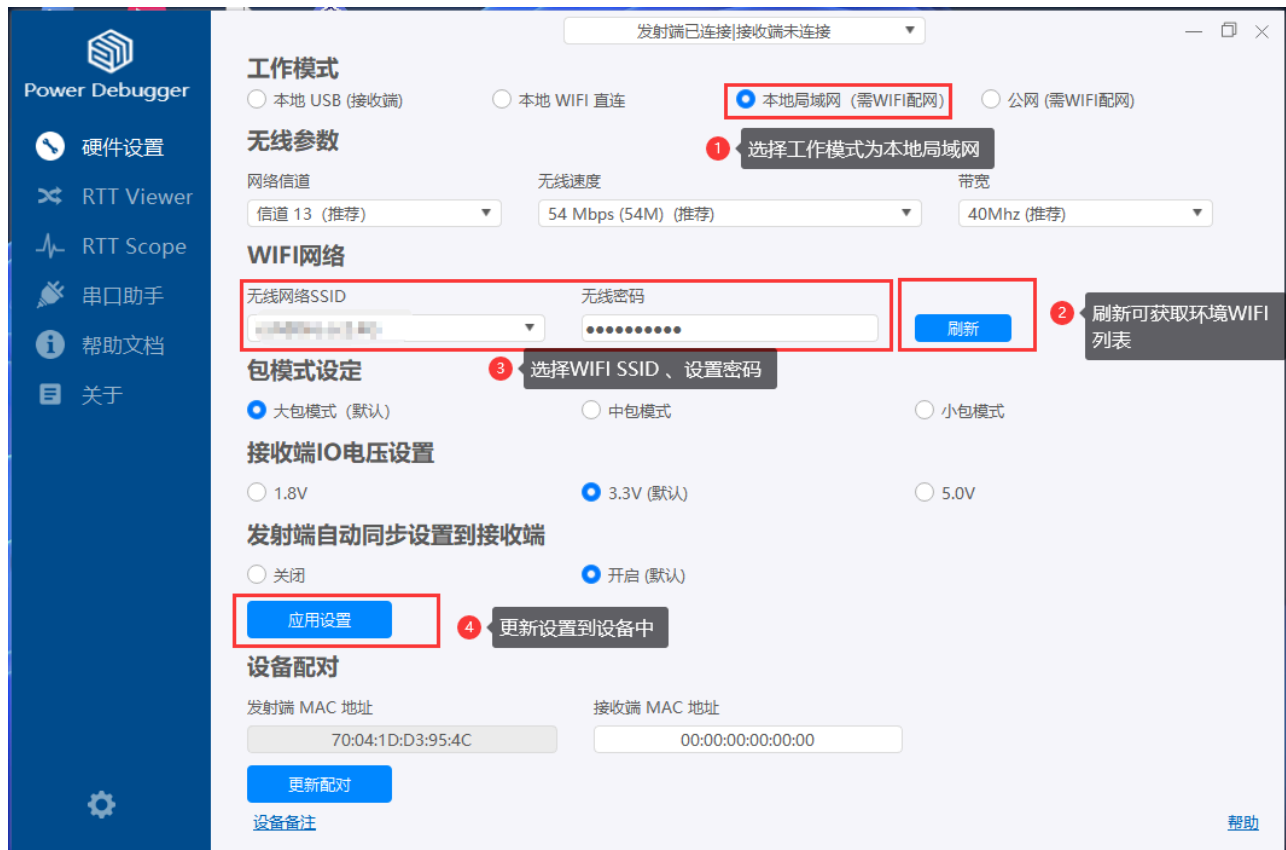 发射端已连接|接收端未连接
Power Debugger
硬件设置
RTT Viewer
RTT Scope
串口助手
帮助文档
关于
工作模式
本地 USB (接收端)
本地 WIFI 直连
本地局域网（需WIFI配网)
公网 (需WIFI配网)
1 选择工作模式为本地局域网
无线参数
网络信道
无线速度
带宽
信道 13（推荐）
54 Mbps (54M)（推荐）
40Mhz (推荐)
WIFI网络
无线网络SSID
无线密码
●●●●●●●●●●
刷新
2 刷新可获取环境WIFI
列表
3 选择WIFI SSID 、设置密码
包模式设定
大包模式（默认）
中包模式
小包模式
接收端IO电压设置
1.8V
3.3V (默认)
5.0V
发射端自动同步设置到接收端
关闭
开启 (默认)
应用设置
4 更新设置到设备中
设备配对
发射端 MAC 地址
接收端 MAC 地址
70:04:1D:D3:95:4C
00:00:00:00:00:00
更新配对
设备备注
帮助